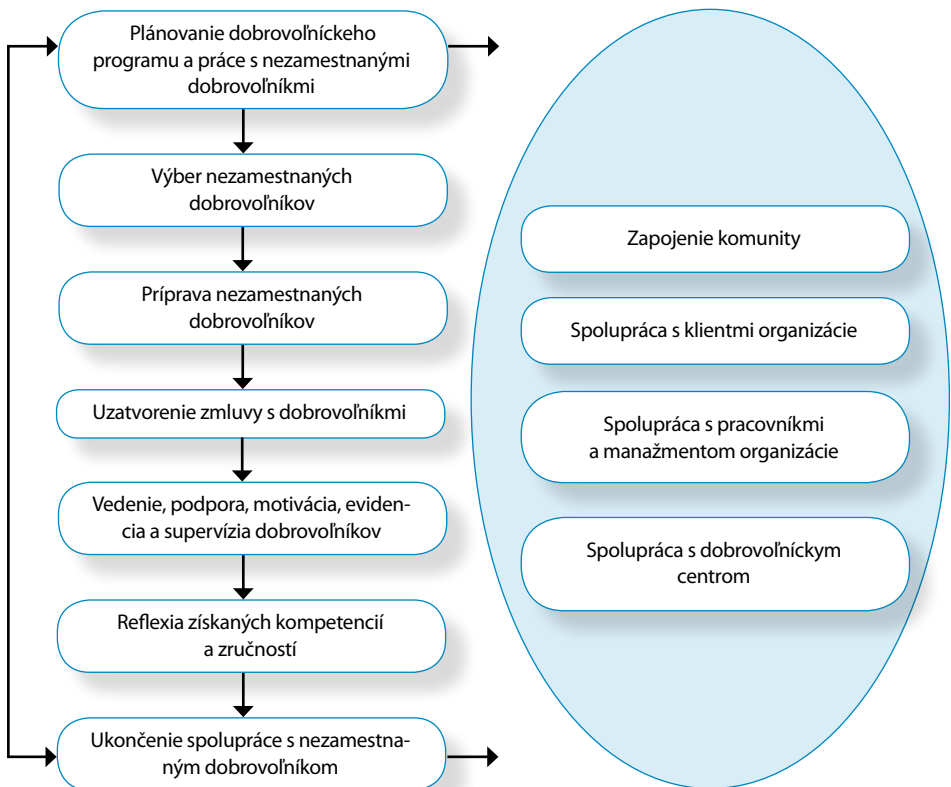 Plánovanie dobrovoľníckeho
programu a práce s nezamestnanými
dobrovoľníkmi
Výber nezamestnaných
dobrovoľníkov
Príprava nezamestnaných
dobrovoľníkov
Uzatvorenie zmluvy s dobrovoľníkmi
Vedenie, podpora, motivácia, eviden-
cia a supervízia dobrovoľníkov
Reflexia získaných kompetencií
a zručností
Ukončenie spolupráce s nezamestna-
ným dobrovoľníkom
Zapojenie komunity
Spolupráca s klientmi organizácie
Spolupráca s pracovníkmi
a manažmentom organizácie
Spolupráca s dobrovoľníckym
centrom